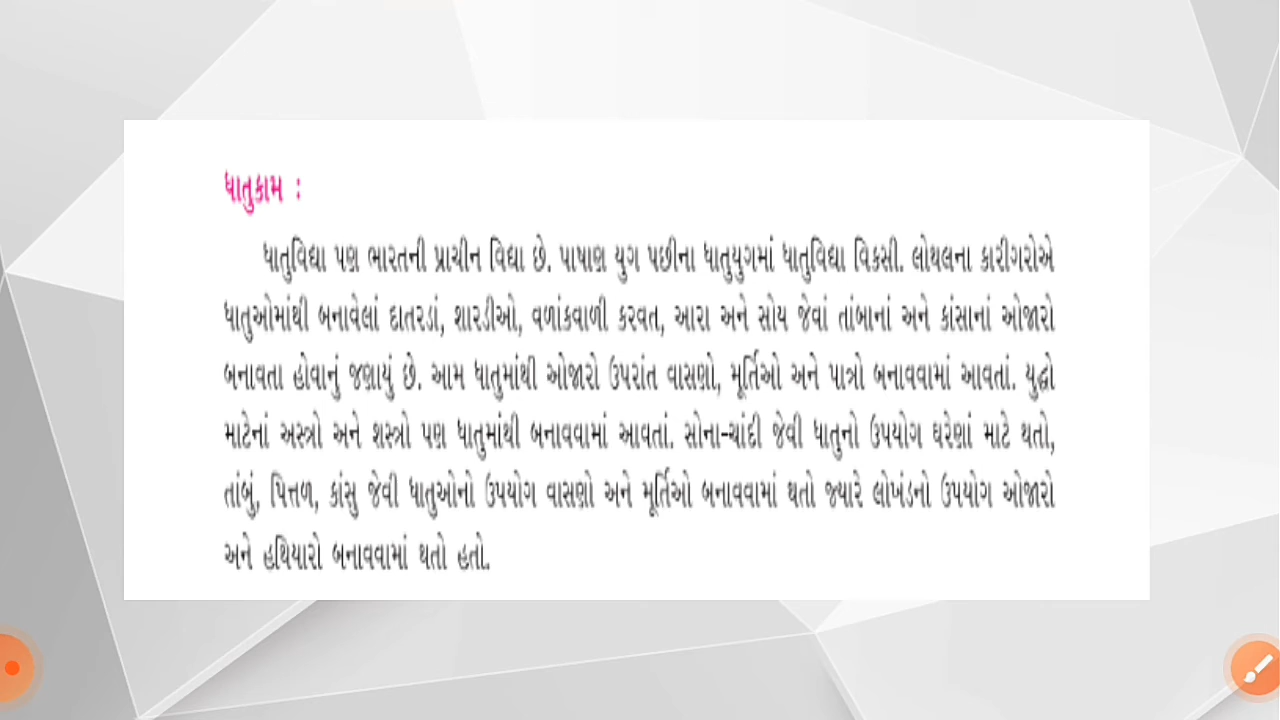 ધાતુકામ :
ધાતુવિદ્યા પણ ભારતની પ્રાચીન વિદ્યા છે. પાષાણ યુગ પછીના ધાતુયુગમાં ધાતુવિદ્યા વિકસી. લોથલના કારીગરોએ
ધાતુઓમાંથી બનાવેલાં દાતરડાં, શારડીઓ, વળાંકવાળી કરવત, આરા અને સોય જેવાં તાંબાનાં અને કાંસાનાં ઓજારો
બનાવતા હોવાનું જણાયું છે. આમ ધાતુમાંથી ઓજારો ઉપરાંત વાસણો, મૂર્તિઓ અને પાત્રો બનાવવામાં આવતાં. યુદ્ધો
માટેનાં અસ્ત્રો અને શસ્ત્રો પણ ધાતુમાંથી બનાવવામાં આવતાં. સોના-ચાંદી જેવી ધાતુનો ઉપયોગ ઘરેણાં માટે થતો,
તાંબું, પિત્તળ, કાંસુ જેવી ધાતુઓનો ઉપયોગ વાસણો અને મૂર્તિઓ બનાવવામાં થતો જ્યારે લોખંડનો ઉપયોગ ઓજારો
અને હથિયારો બનાવવામાં થતો હતો.